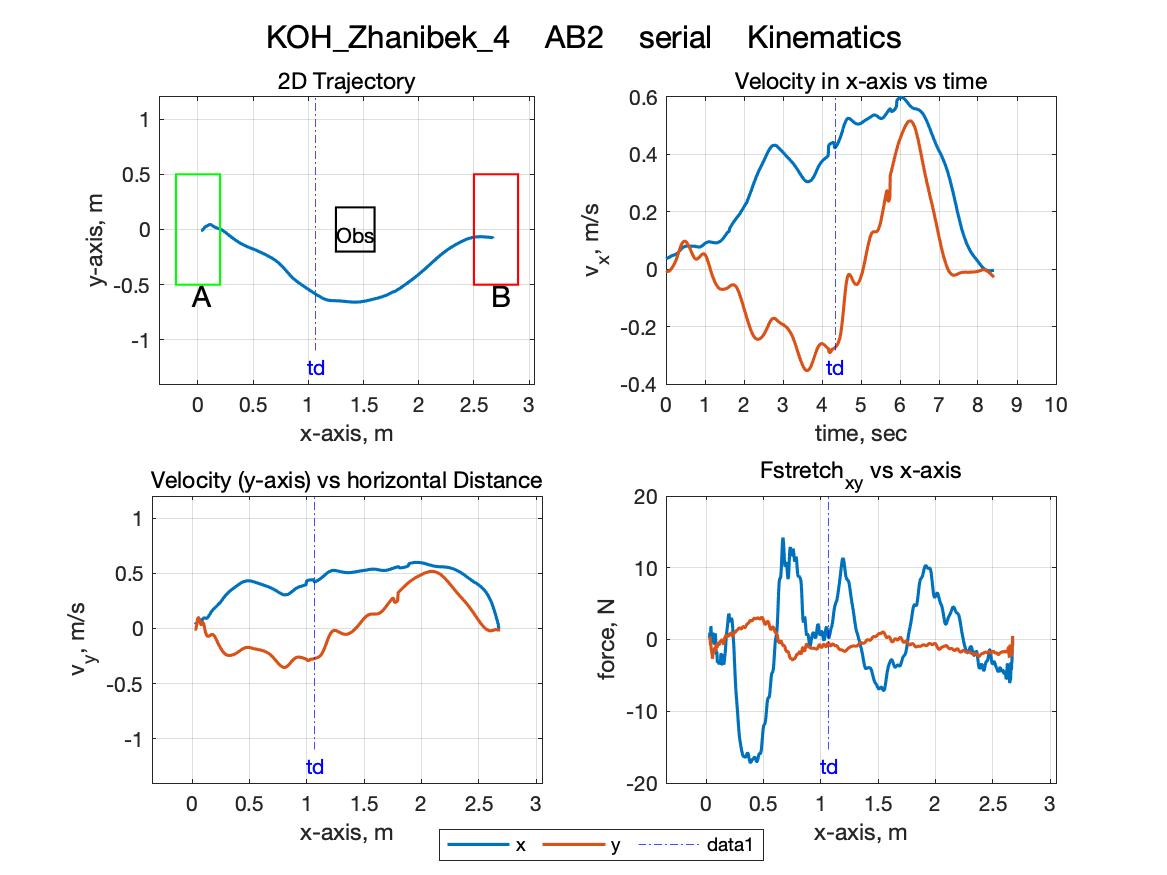 KOH_Zhanibek_4 AB2 serial Kinematics
2D Trajectory
1
0.5
0
-0.5
-1
y-axis, m
Obs
A
B
td
0 0.5 1 1.5 2 2.5 3
x-axis, m
Velocity in x-axis vs time
0.6
0.4
0.2
0
-0.2
-0.4
vx, m/s
td
0 1 2 3 4 5 6 7 8 9 10
time, sec
Velocity (y-axis) vs horizontal Distance
1
0.5
0
-0.5
-1
vy, m/s
td
0 0.5 1 1.5 2 2.5 3
x-axis, m
Fstretchxy vs x-axis
20
10
0
-10
-20
force, N
td
0 0.5 1 1.5 2 2.5 3
x-axis, m
x y data1